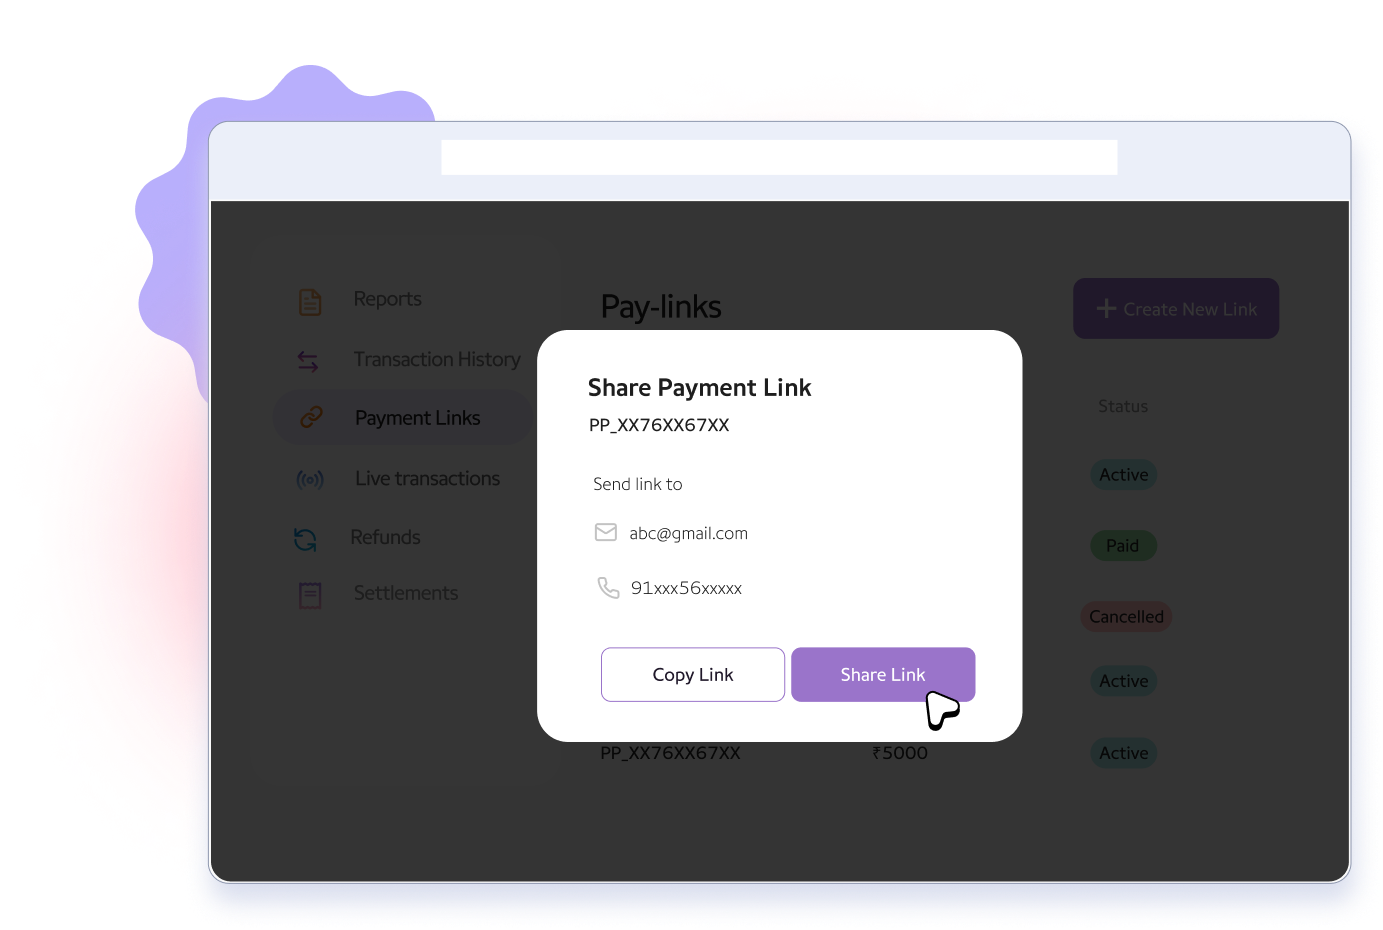 Reports
Transaction History
Payment Links
Live transactions
Refunds
Settlements
Pay-links
Create New Link
Share Payment Link
PP_XX76XX67XX
Send link to
abc@gmail.com
91xxx56xxxxx
Copy Link
Share Link
Status
Active
Paid
Cancelled
Active
PP_XX76XX67XX ₹5000 Active